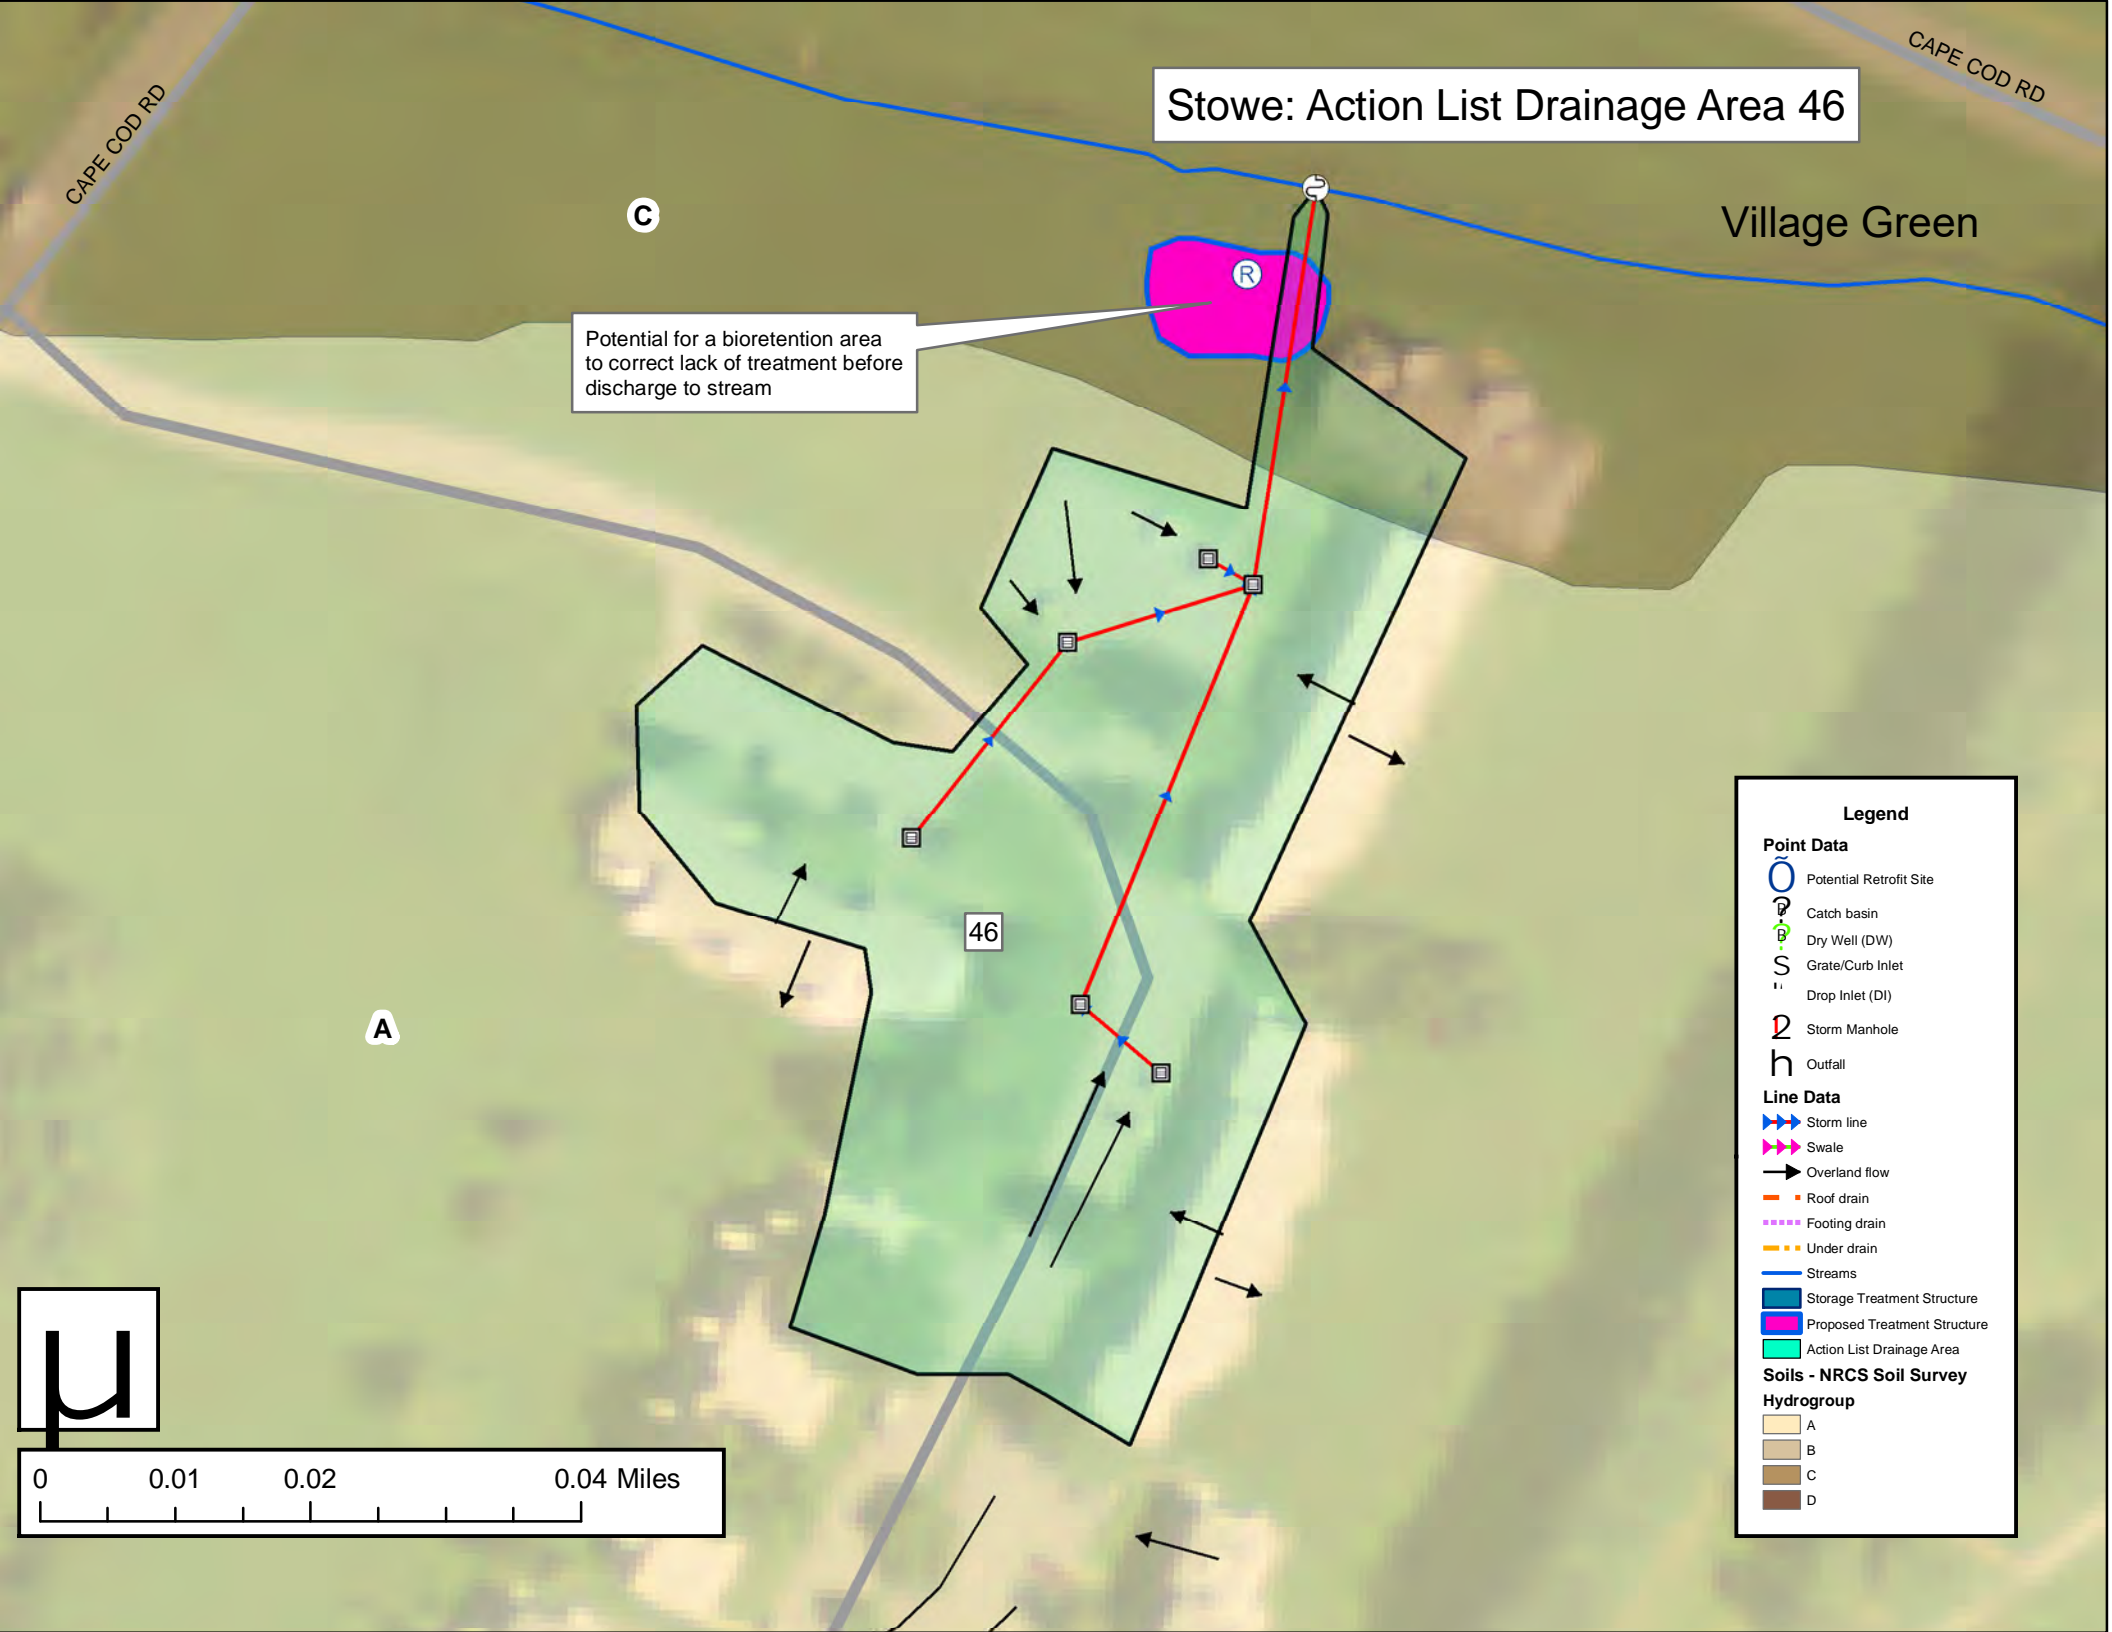 CAPE COD RD
CAPE COD RD
Stowe: Action List Drainage Area 46
Village Green
C
R
Potential for a bioretention area
to correct lack of treatment before
discharge to stream
46
A
Legend
Point Data
Õ Potential Retrofit Site
Catch basin
Dry Well (DW)
S Grate/Curb Inlet
" Drop Inlet (DI)
2 Storm Manhole
h Outfall
Line Data
Storm line
Swale
Overland flow
Roof drain
Footing drain
Under drain
Streams
Storage Treatment Structure
Proposed Treatment Structure
Action List Drainage Area
Soils - NRCS Soil Survey
Hydrogroup
A
B
C
D
µ
0 0.01 0.02 0.04 Miles